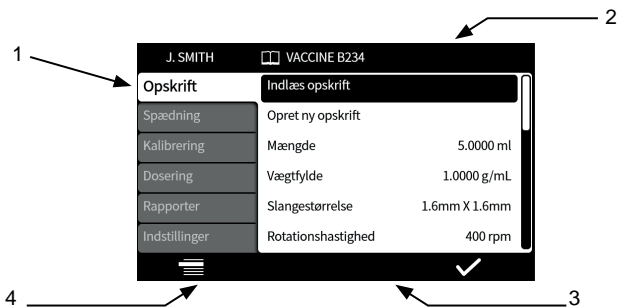 2
1
J. SMITH VACCINE B234
Opskrift Indlæs opskrift
Spædning Opret ny opskrift
Kalibrering Mængde 5.0000 ml
Dosering Vægtfylde 1.0000 g/mL
Rapporter Slangestørrelse 1.6mm X 1.6mm
Indstillinger Rotationshastighed 400 rpm
4 3